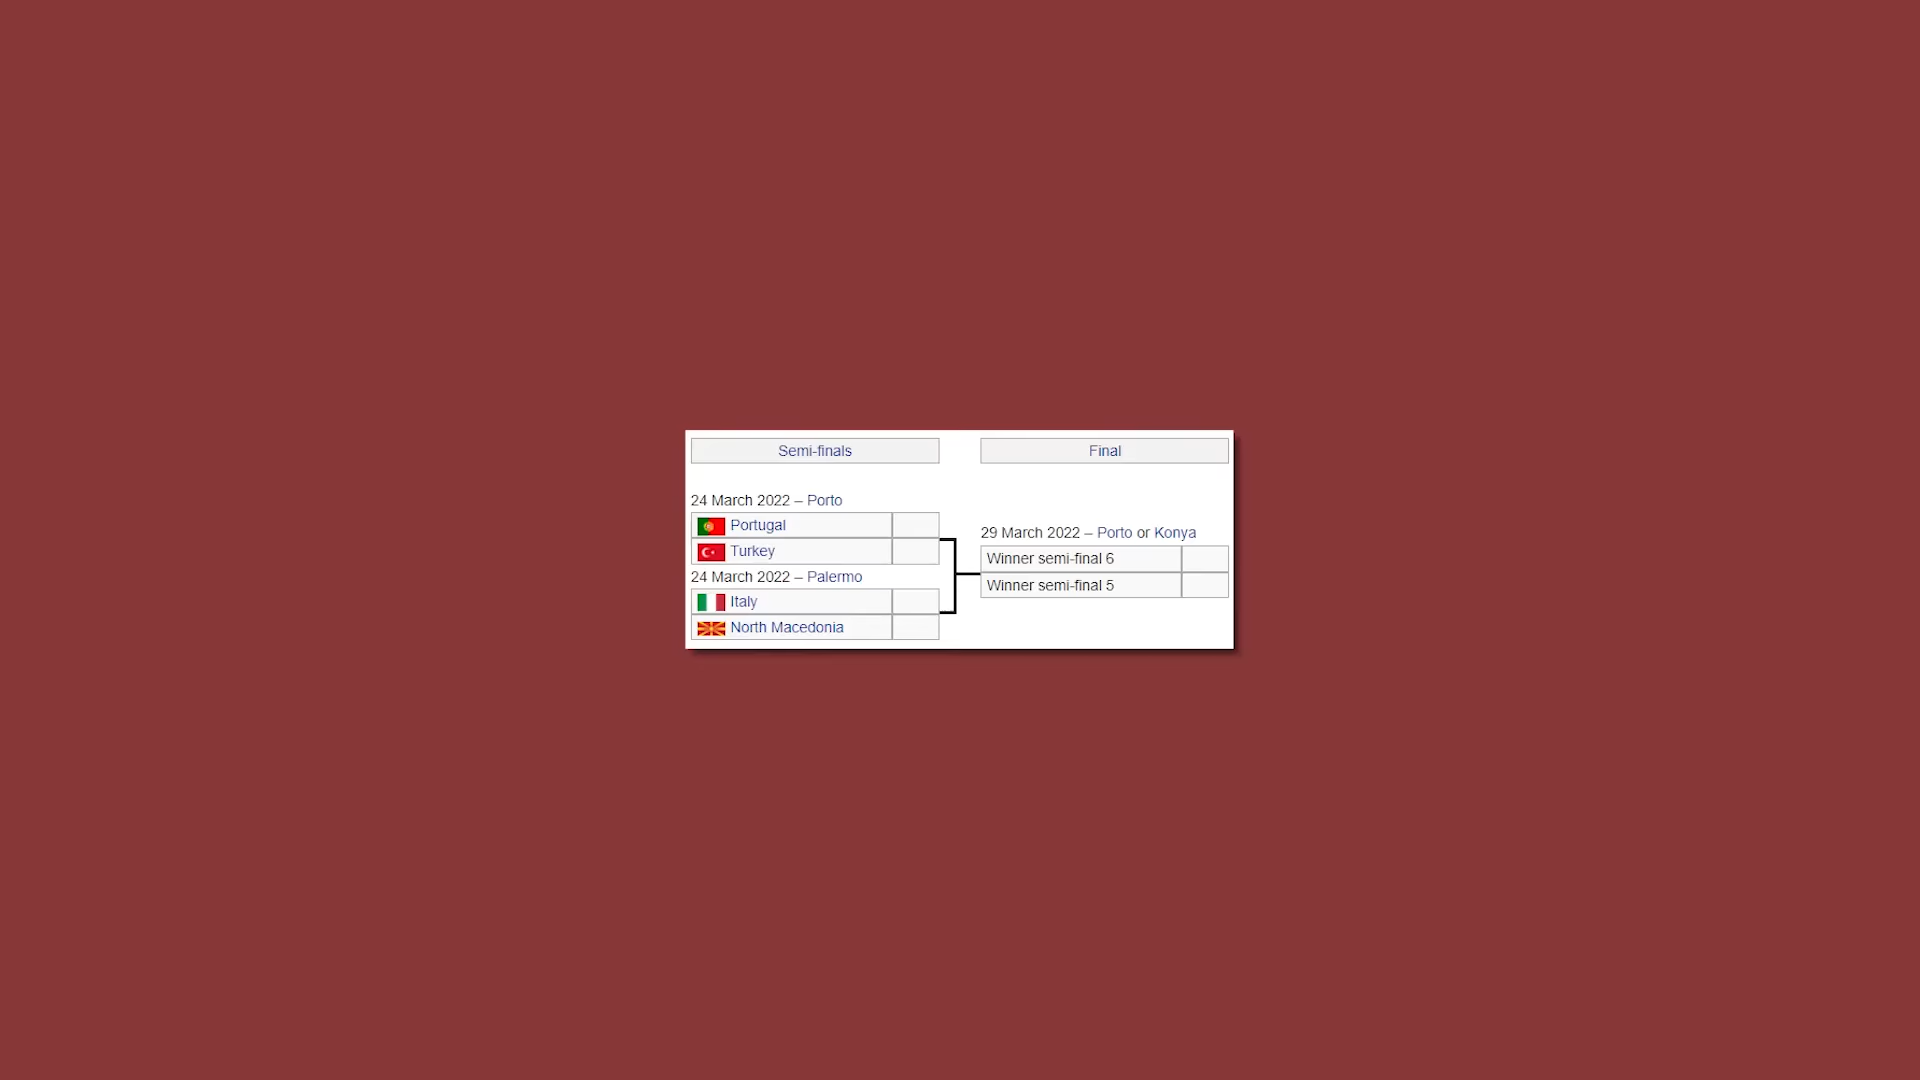 Semi-finals
Final
24 March 2022 – Porto
Portugal
Turkey
24 March 2022 – Palermo
Italy
North Macedonia
29 March 2022 – Porto or Konya
Winner semi-final 6
Winner semi-final 5